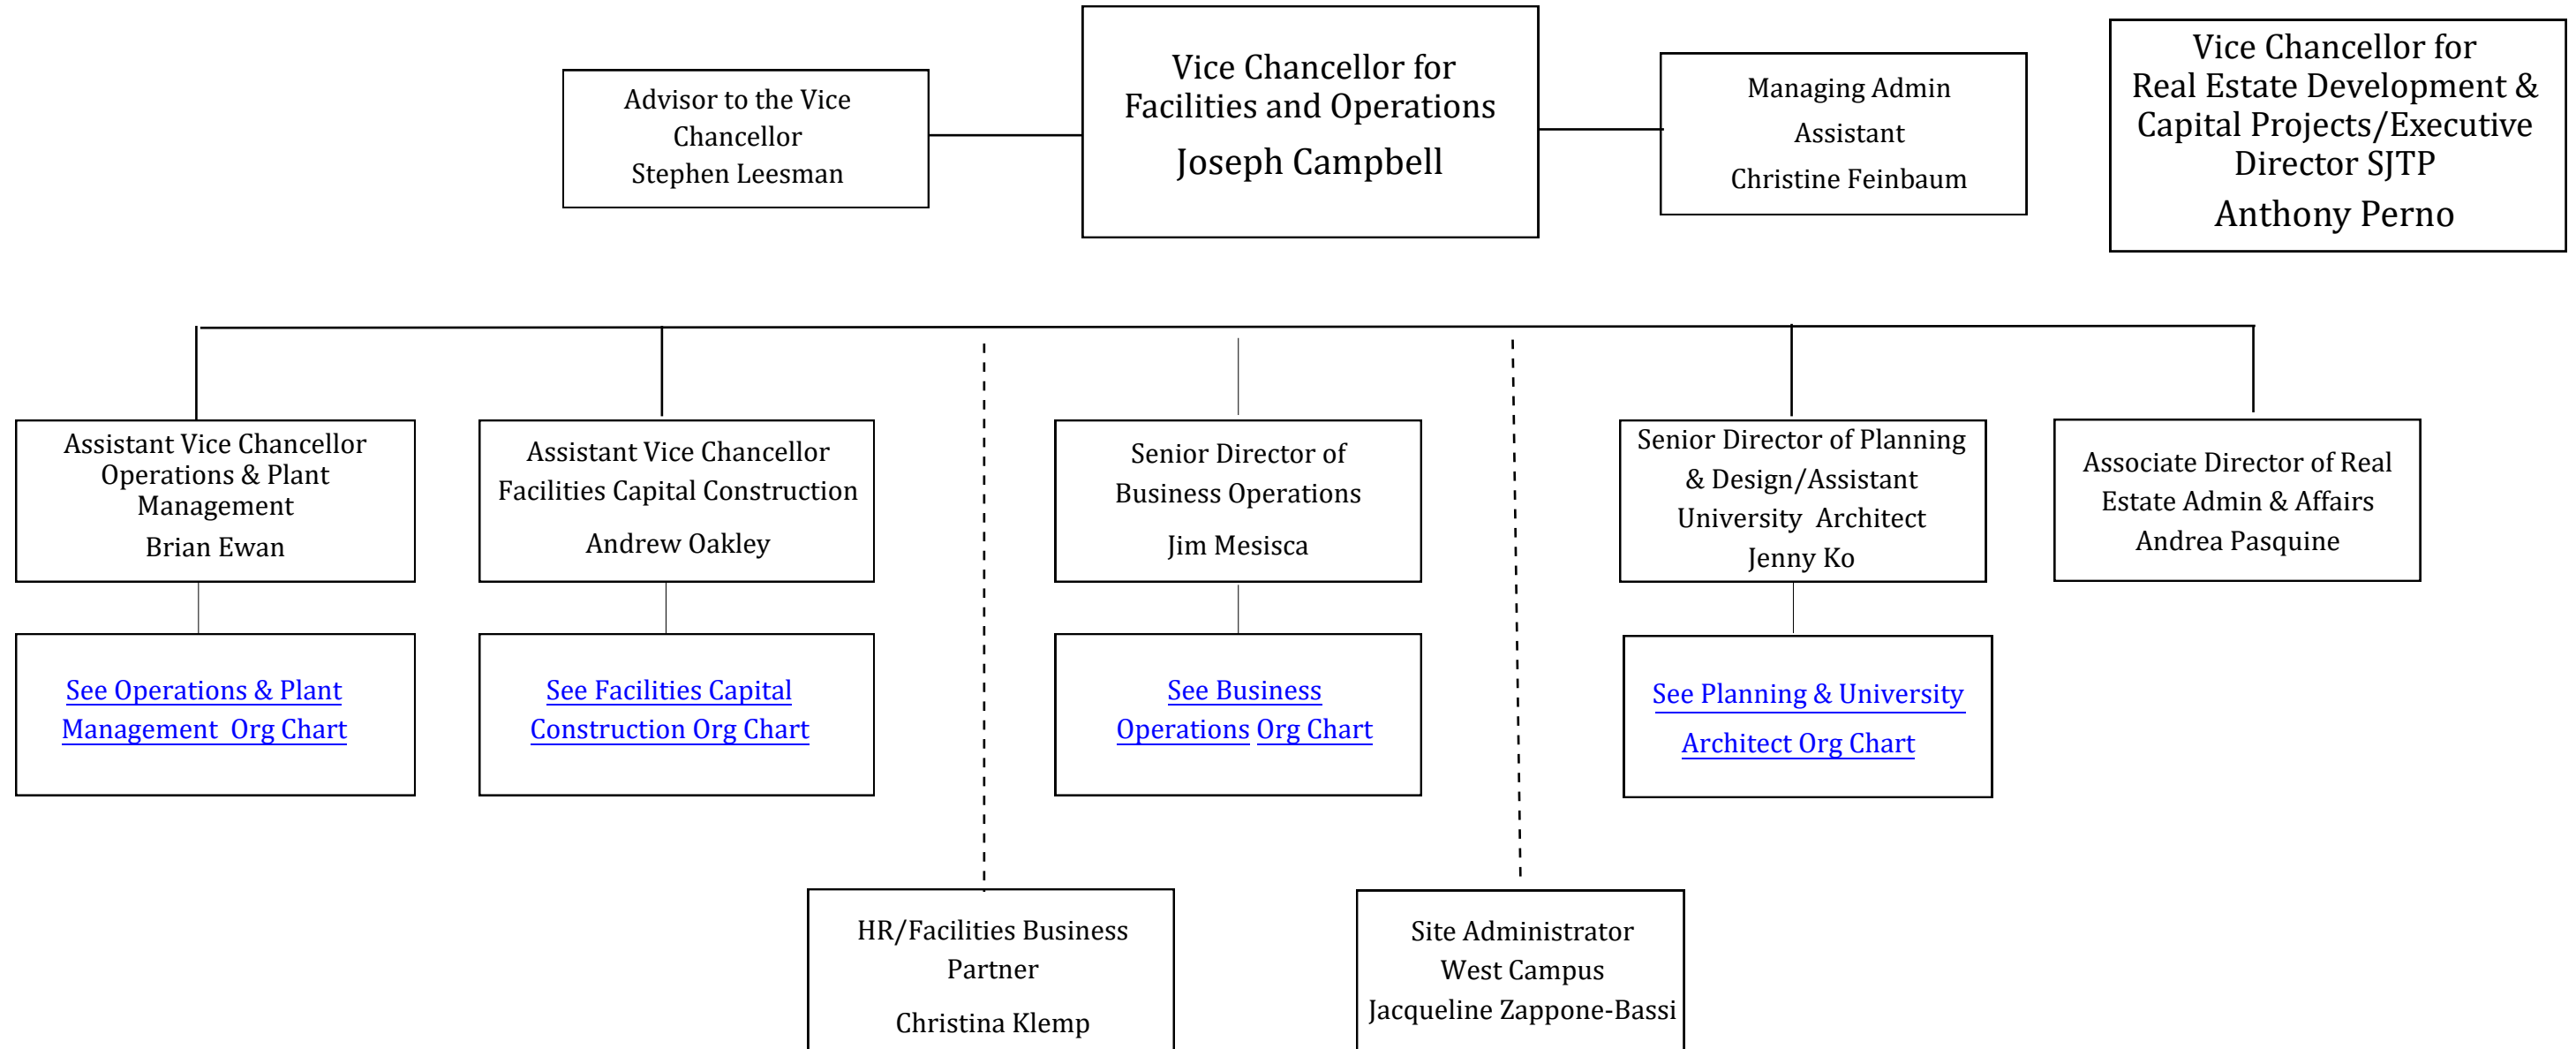 Advisor to the Vice
Chancellor
Stephen Leesman
Vice Chancellor for
Facilities and Operations
Joseph Campbell
Managing Admin
Assistant
Christine Feinbaum
Vice Chancellor for
Real Estate Development &
Capital Projects/Executive
Director SJTP
Anthony Perno
Assistant Vice Chancellor
Operations & Plant
Management
Brian Ewan
Assistant Vice Chancellor
Facilities Capital Construction
Andrew Oakley
Senior Director of
Business Operations
Jim Mesisca
Senior Director of Planning
& Design/Assistant
University  Architect
Jenny Ko
Associate Director of Real
Estate Admin & Affairs
Andrea Pasquine
See Operations & Plant
Management  Org Chart
See Facilities Capital
Construction Org Chart
See Business
Operations Org Chart
See Planning & University
Architect Org Chart
HR/Facilities Business
Partner
Christina Klemp
Site Administrator
West Campus
Jacqueline Zappone-Bassi